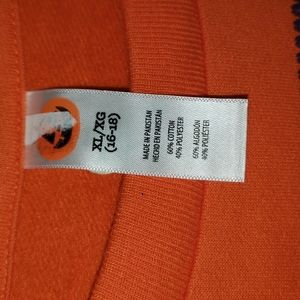 XL/XG
(16-18)
MADE IN PAKISTAN
HECHO EN PAKISTAN
60% COTTON
40% POLYESTER
60% ALGODÓN
40% POLIÉSTER